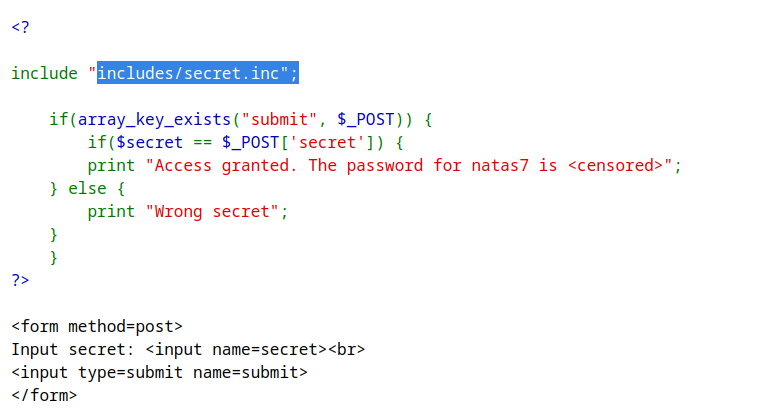 <?
include "includes/secret.inc";
if(array_key_exists("submit", $_POST)) {
if($secret == $_POST['secret']) {
print "Access granted. The password for natas7 is <censored>";
} else {
print "Wrong secret";
}
}
?>
<form method=post>
Input secret: <input name=secret><br>
<input type=submit name=submit>
</form>